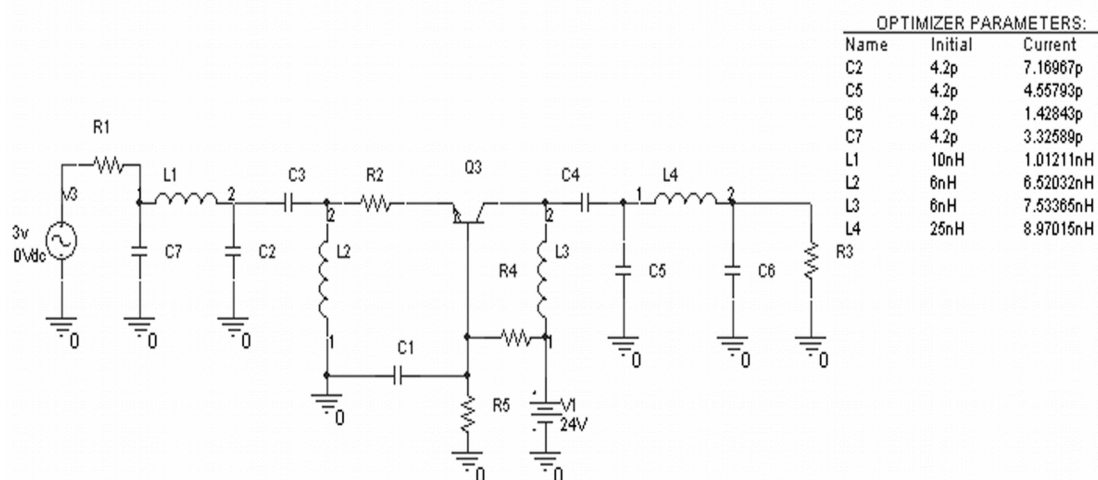 OPTIMIZER PARAMETERS:
Name Initial Current
C2 4.2p 7.16967p
C5 4.2p 4.55793p
C6 4.2p 1.42843p
C7 4.2p 3.32589p
L1 10nH 1.01211nH
L2 6nH 6.52032nH
L3 6nH 7.53365nH
L4 25nH 8.97015nH
R1
L1
C3
R2
Q3
C4
L4
V3
1
2
2
2
1
2
3v
0Vdc
C7
C2
L2
R4
L3
C5
C6
R3
0
0
0
1
C1
1
0
0
0
0
R5
V1
24V
0
0